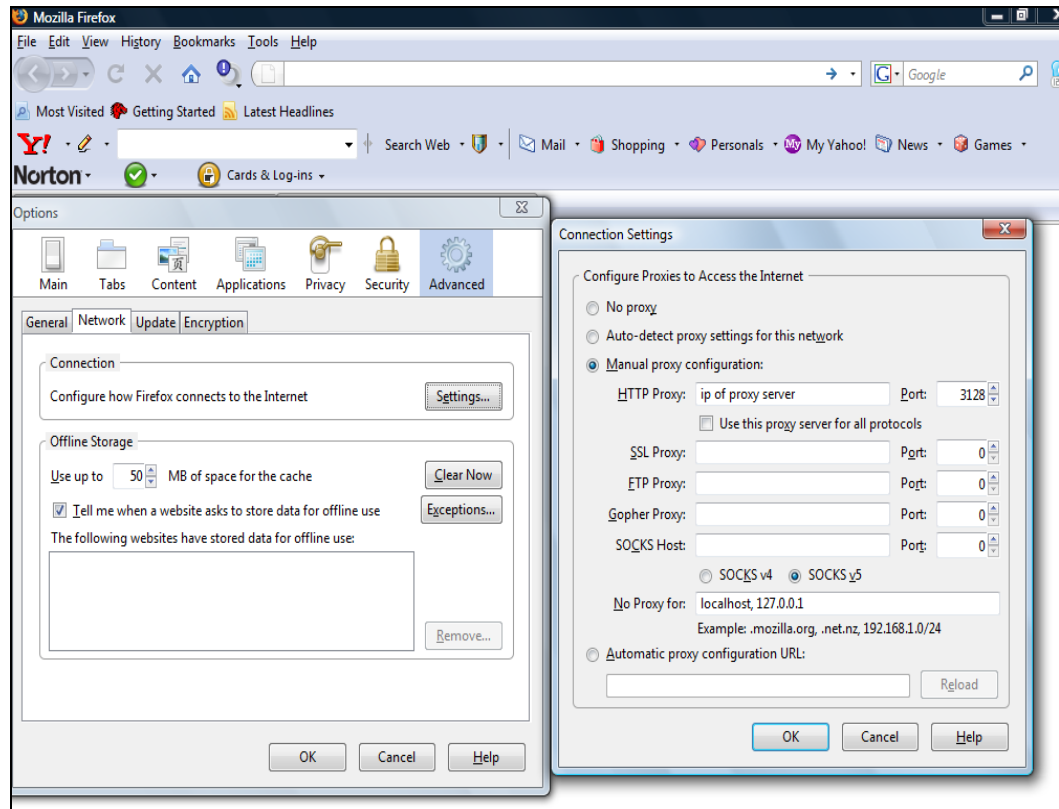 Mozilla Firefox
File Edit View History Bookmarks Tools Help
G Google
Most Visited Getting Started Latest Headlines
Y! Search Web Mail Shopping Personals My Yahoo! News Games
Norton Cards & Log-ins
Options
Main Tabs Content Applications Privacy Security Advanced
General Network Update Encryption
Connection
Configure how Firefox connects to the Internet Settings...
Offline Storage
Use up to 50 MB of space for the cache Clear Now
Tell me when a website asks to store data for offline use Exceptions...
The following websites have stored data for offline use:
Remove...
OK Cancel Help
Connection Settings
Configure Proxies to Access the Internet
No proxy
Auto-detect proxy settings for this network
Manual proxy configuration:
HTTP Proxy: ip of proxy server Port: 3128
Use this proxy server for all protocols
SSL Proxy: Port: 0
FTP Proxy: Port: 0
Gopher Proxy: Port: 0
SOCKS Host: Port: 0
SOCKS v4 SOCKS v5
No Proxy for: localhost, 127.0.0.1
Example: .mozilla.org, .net.nz, 192.168.1.0/24
Automatic proxy configuration URL:
Reload
OK Cancel Help